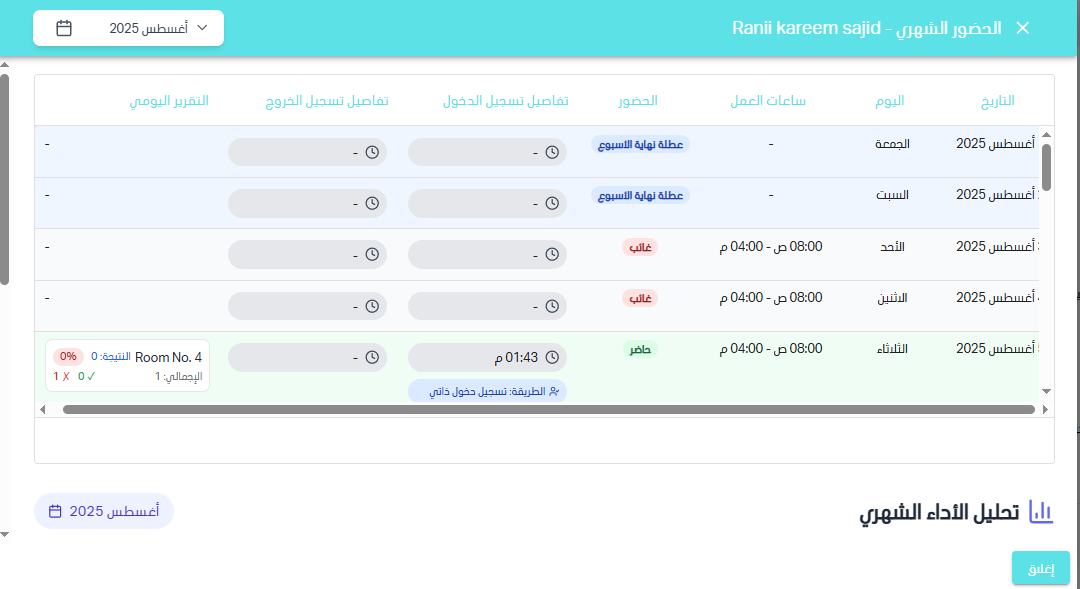 الحضور الشهري - Ranii kareem sajid
أغسطس 2025
التاريخ اليوم ساعات العمل الحضور تفاصيل تسجيل الدخول تفاصيل تسجيل الخروج التقرير اليومي
أغسطس 2025 الجمعة - عطلة نهاية الأسبوع - - -
أغسطس 2025 السبت - عطلة نهاية الأسبوع - - -
أغسطس 2025 الأحد 08:00 ص - 04:00 م غائب - - -
أغسطس 2025 الاثنين 08:00 ص - 04:00 م غائب - - -
أغسطس 2025 الثلاثاء 08:00 ص - 04:00 م حاضر 01:43 م - Room No. 4 النتيجة: 0 0%
الإجمالي: 1 ✓ 0 ✗ 1
الطريقة: تسجيل دخول ذاتي
تحليل الأداء الشهري
أغسطس 2025
إغلاق